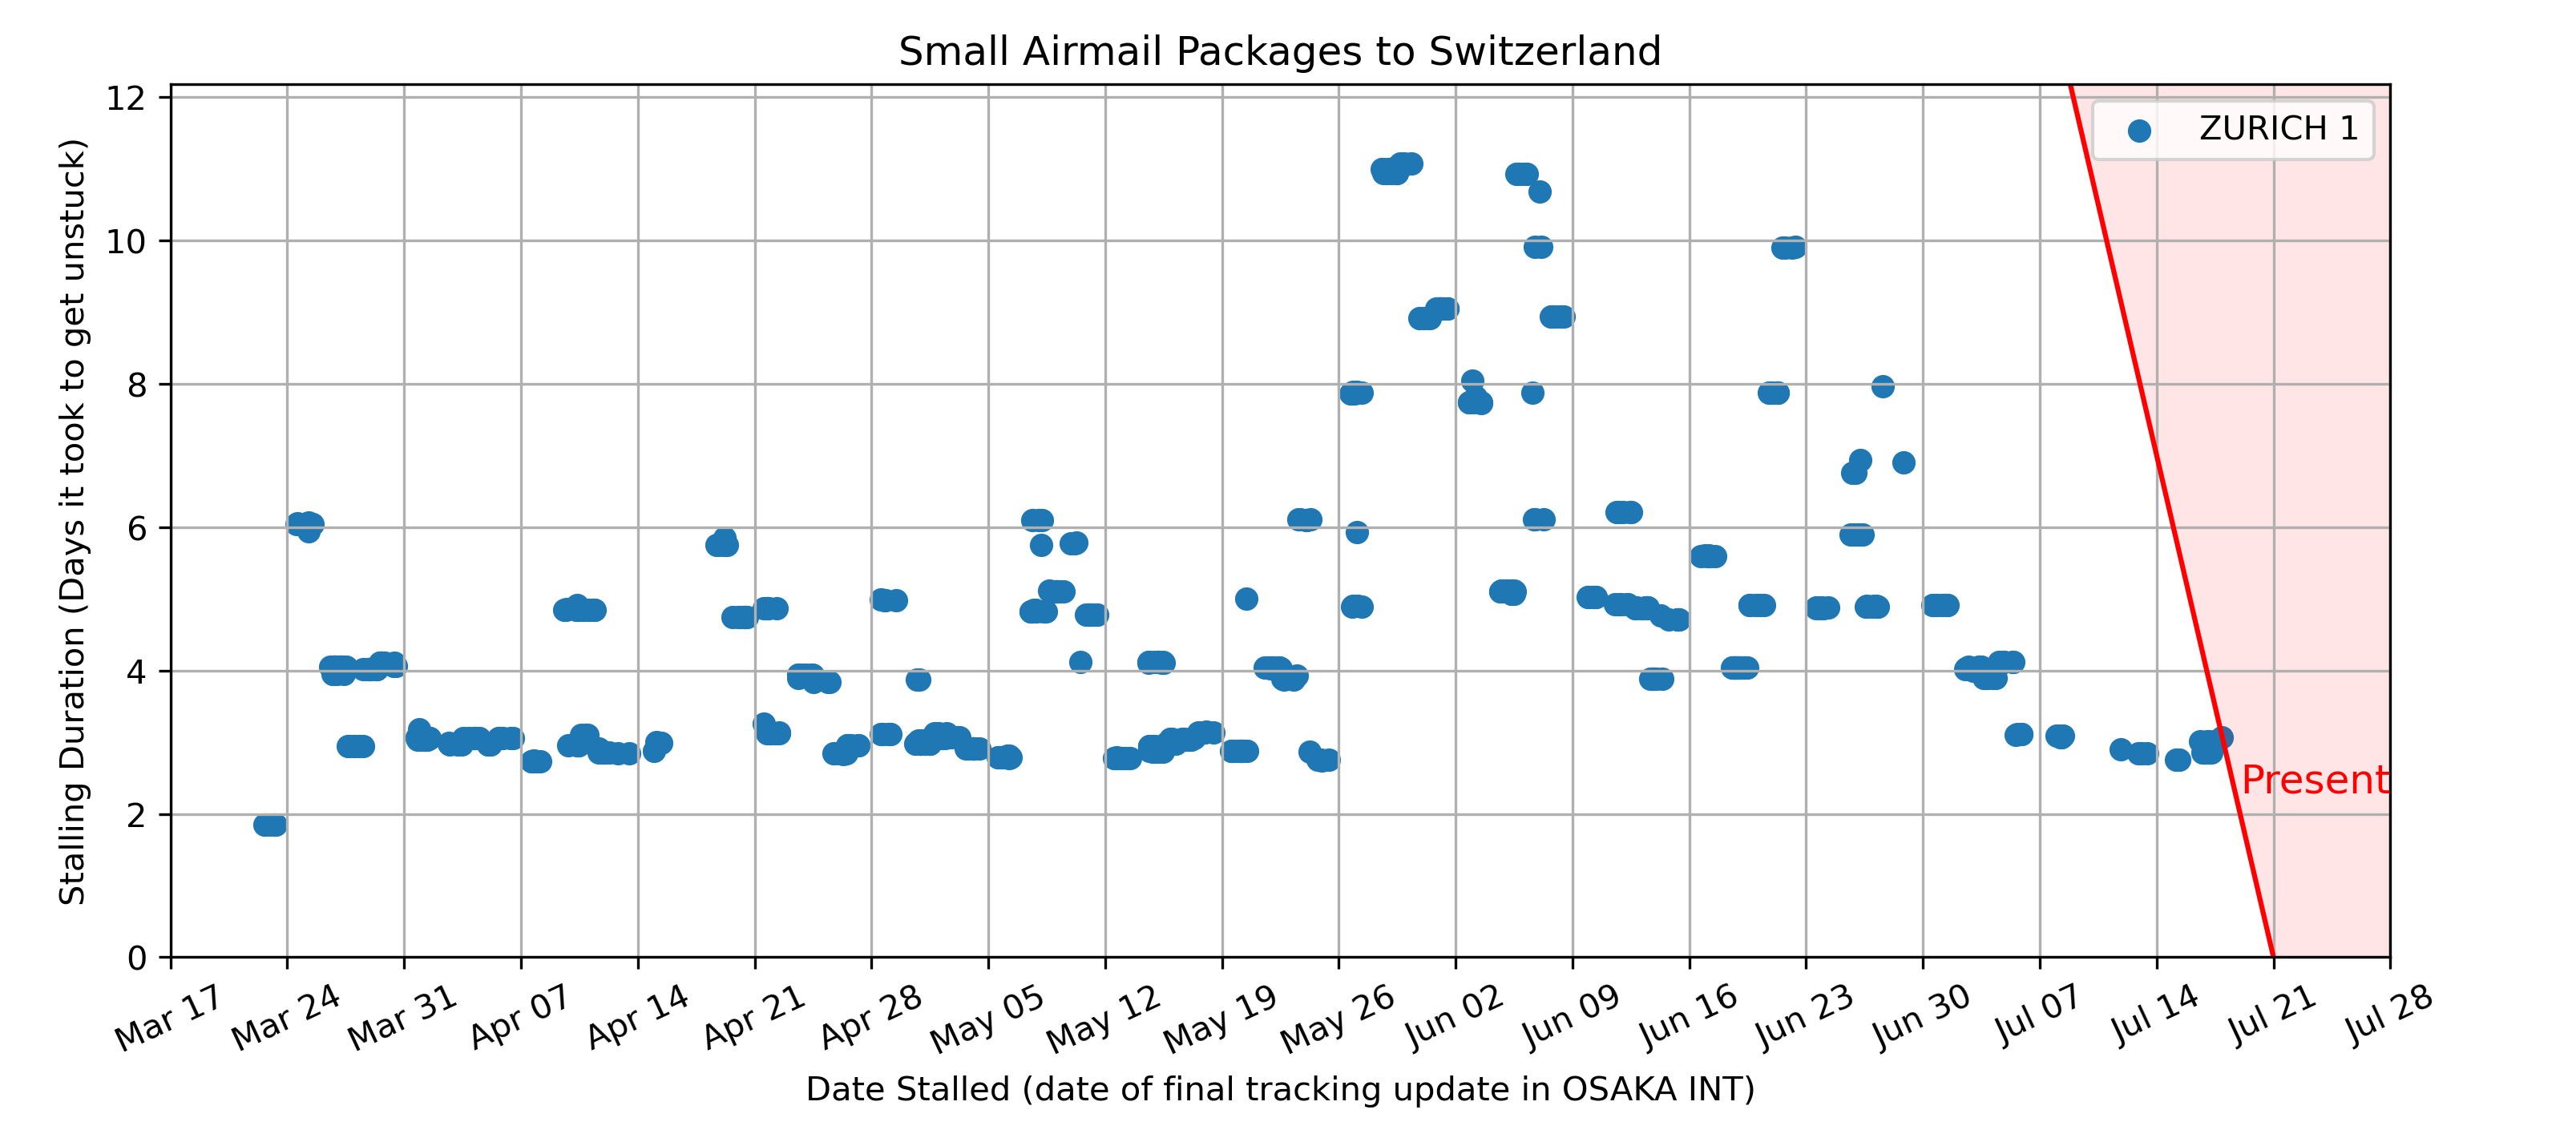 Small Airmail Packages to Switzerland
Stalling Duration (Days it took to get unstuck)
12
10
8
6
4
2
0
ZURICH 1
Present
Mar 17
Mar 24
Mar 31
Apr 07
Apr 14
Apr 21
Apr 28
May 05
May 12
May 19
May 26
Jun 02
Jun 09
Jun 16
Jun 23
Jun 30
Jul 07
Jul 14
Jul 21
Jul 28
Date Stalled (date of final tracking update in OSAKA INT)